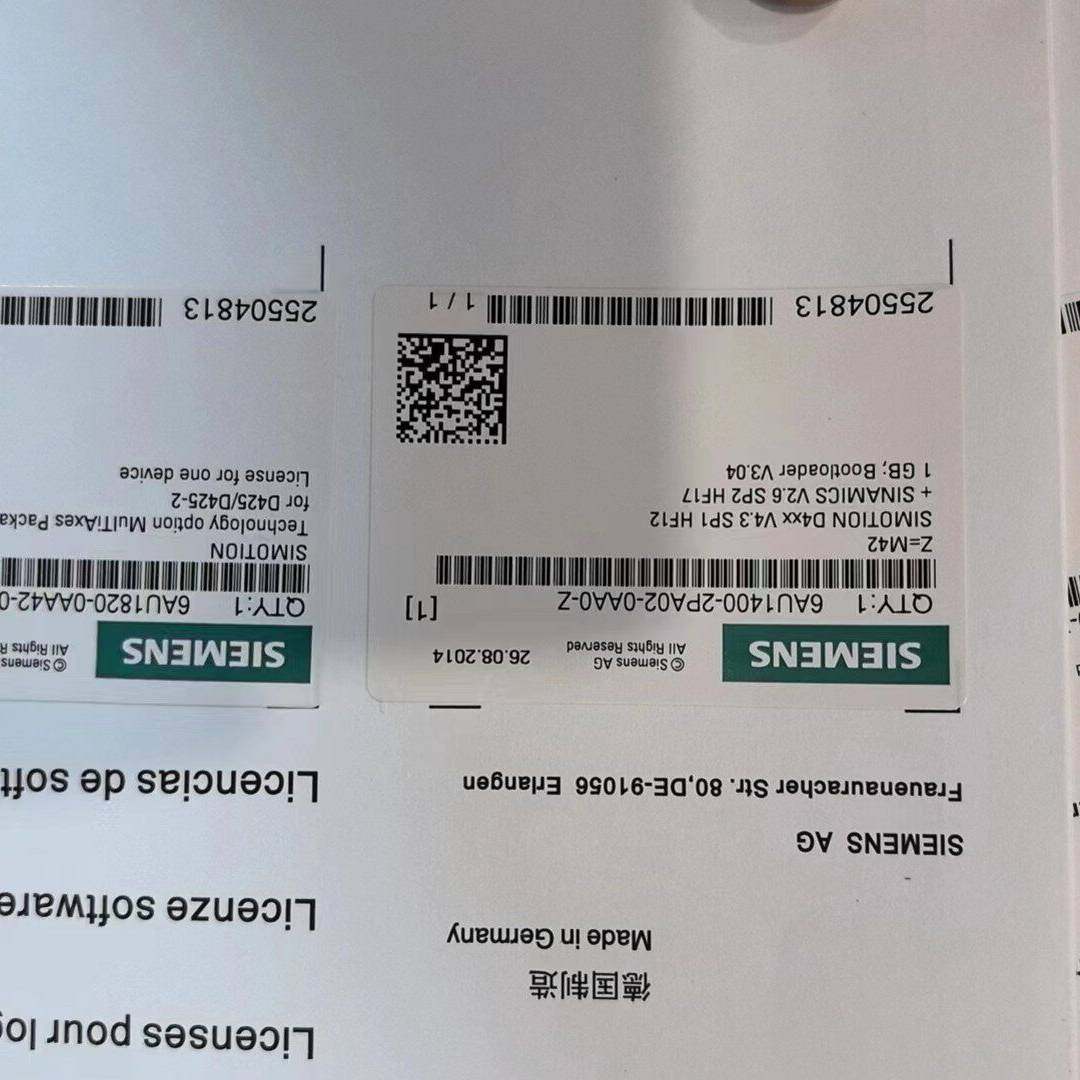 德国制造
Made in Germany
SIEMENS AG
Frauenauracher Str. 80,DE-91056 Erlangen
SIEMENS
©Siemens AG
All Rights Reserved
26.08.2014
QTY:1 6AU1400-2PA02-0AA0-Z [1]
Z=M42
SIMOTION D4xx V4.3 SP1 HF12
+ SINAMICS V2.6 SP2 HF17
1 GB; Bootloader V3.04
25504813 1 / 1
Licenses pour
Licenze software
Licencias de soft
SIEMENS
©Siemens
All Rights
QTY:1 6AU1820-0AA42-0
SIMOTION
Technology option MulTiAxes Packa
for D425/D425-2
License for one device
25504813